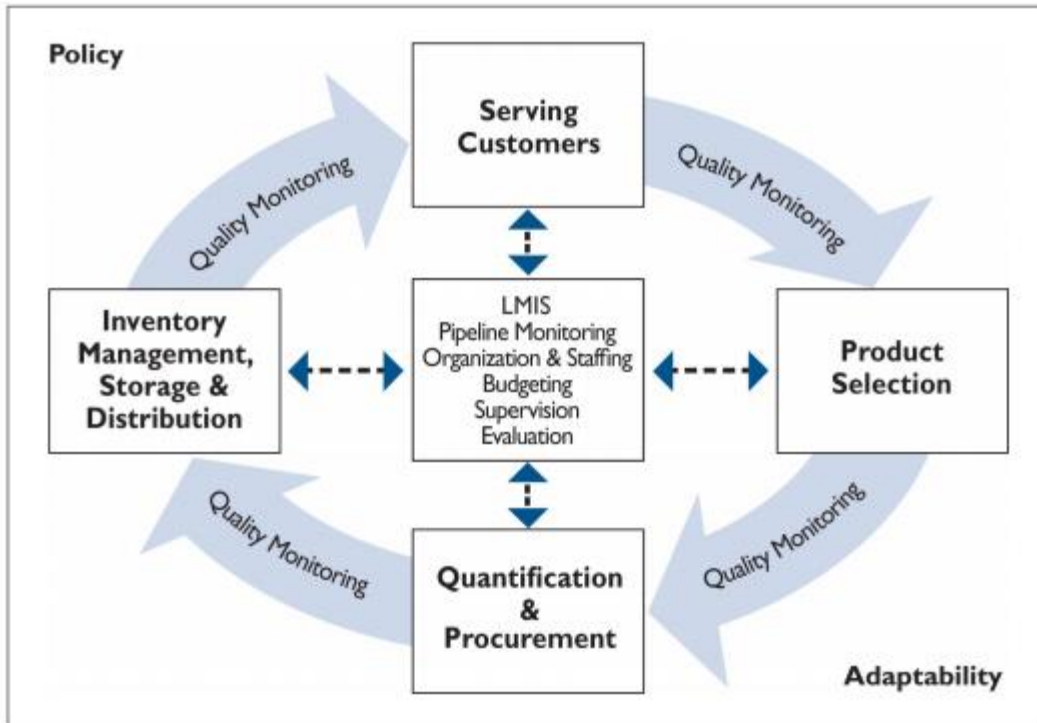 Policy
Serving
Customers
Quality Monitoring
Quality Monitoring
Inventory
Management,
Storage &
Distribution
LMIS
Pipeline Monitoring
Organization & Staffing
Budgeting
Supervision
Evaluation
Product
Selection
Quality Monitoring
Quality Monitoring
Quantification
&
Procurement
Adaptability